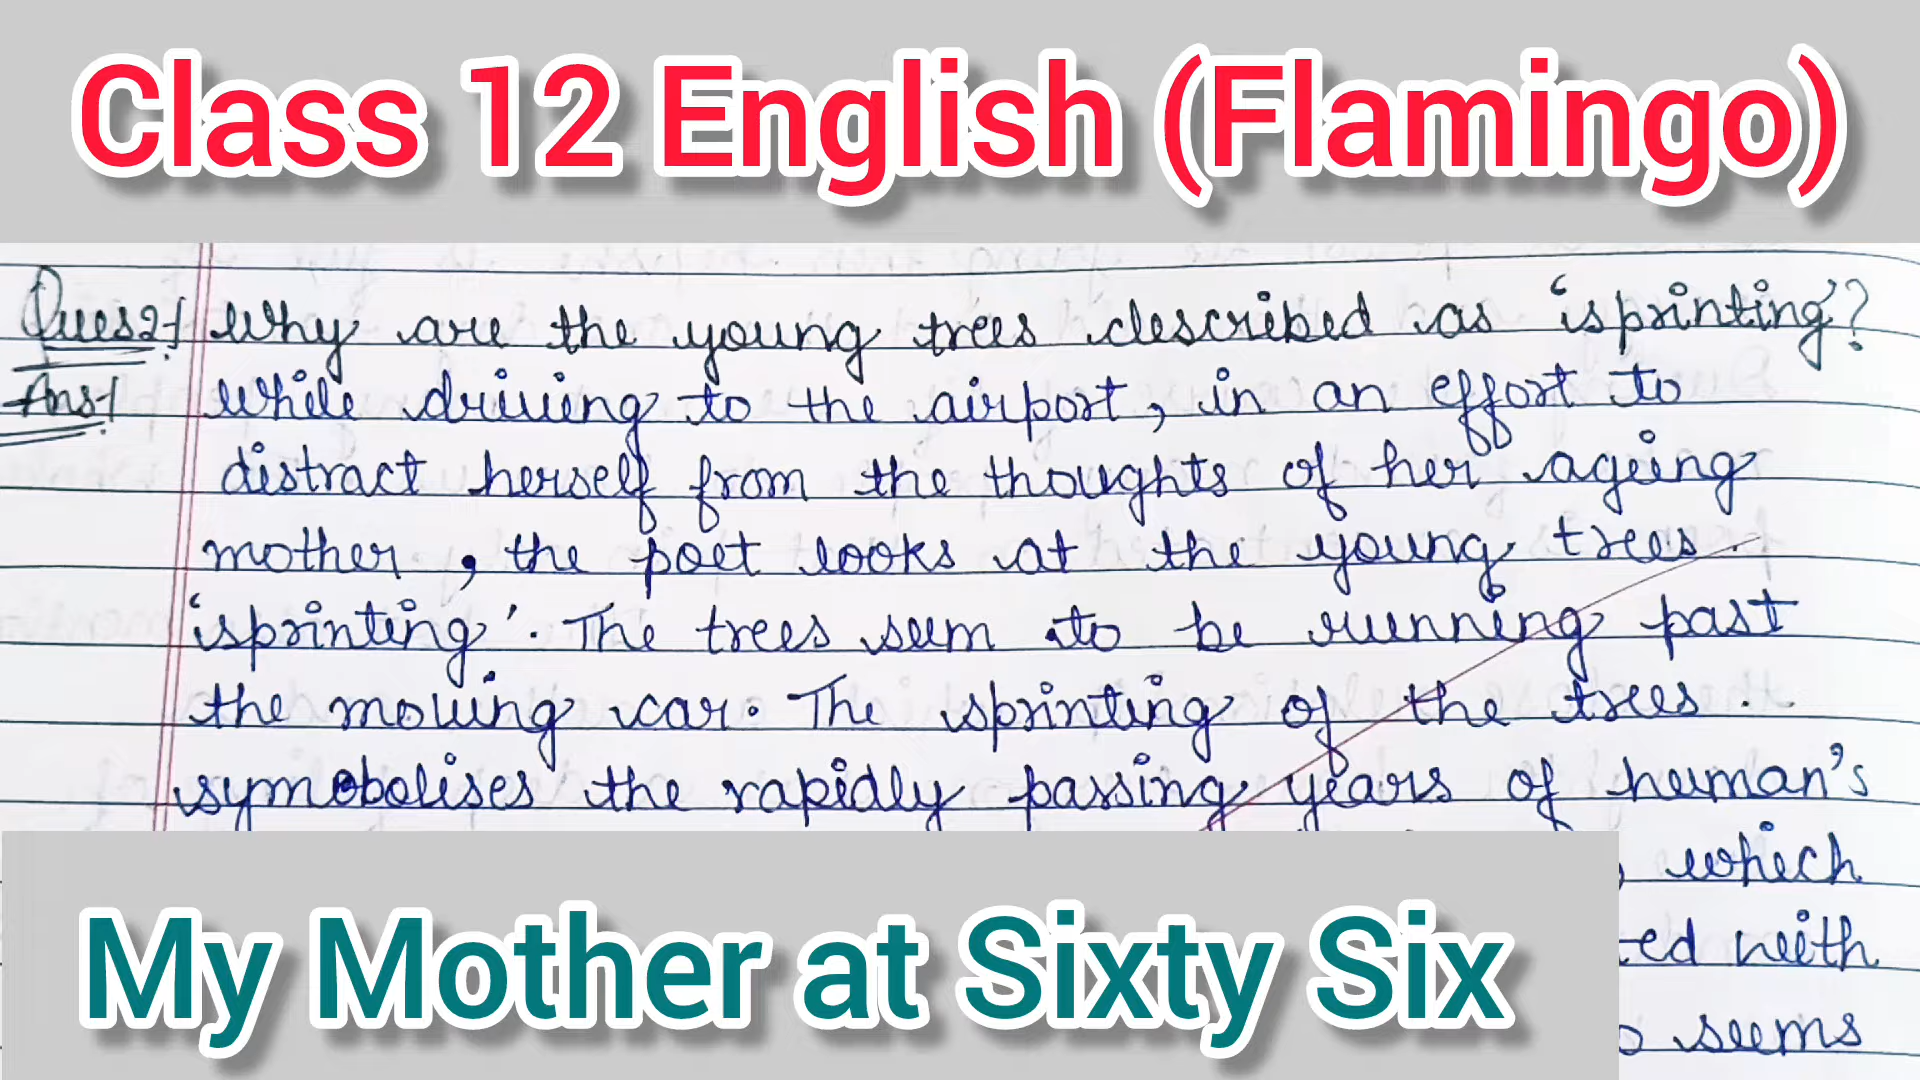 Class 12 English (Flamingo)
Ques2:- Why are the young trees described as 'sprinting'?
Ans:- While driving to the airport, in an effort to
distract herself from the thoughts of her ageing
mother, the poet looks at the young trees
'sprinting'. The trees seem to be running past
the moving car. The sprinting of the trees
symobolises the rapidly passing years of human's
which
ted with
seems
My Mother at Sixty Six